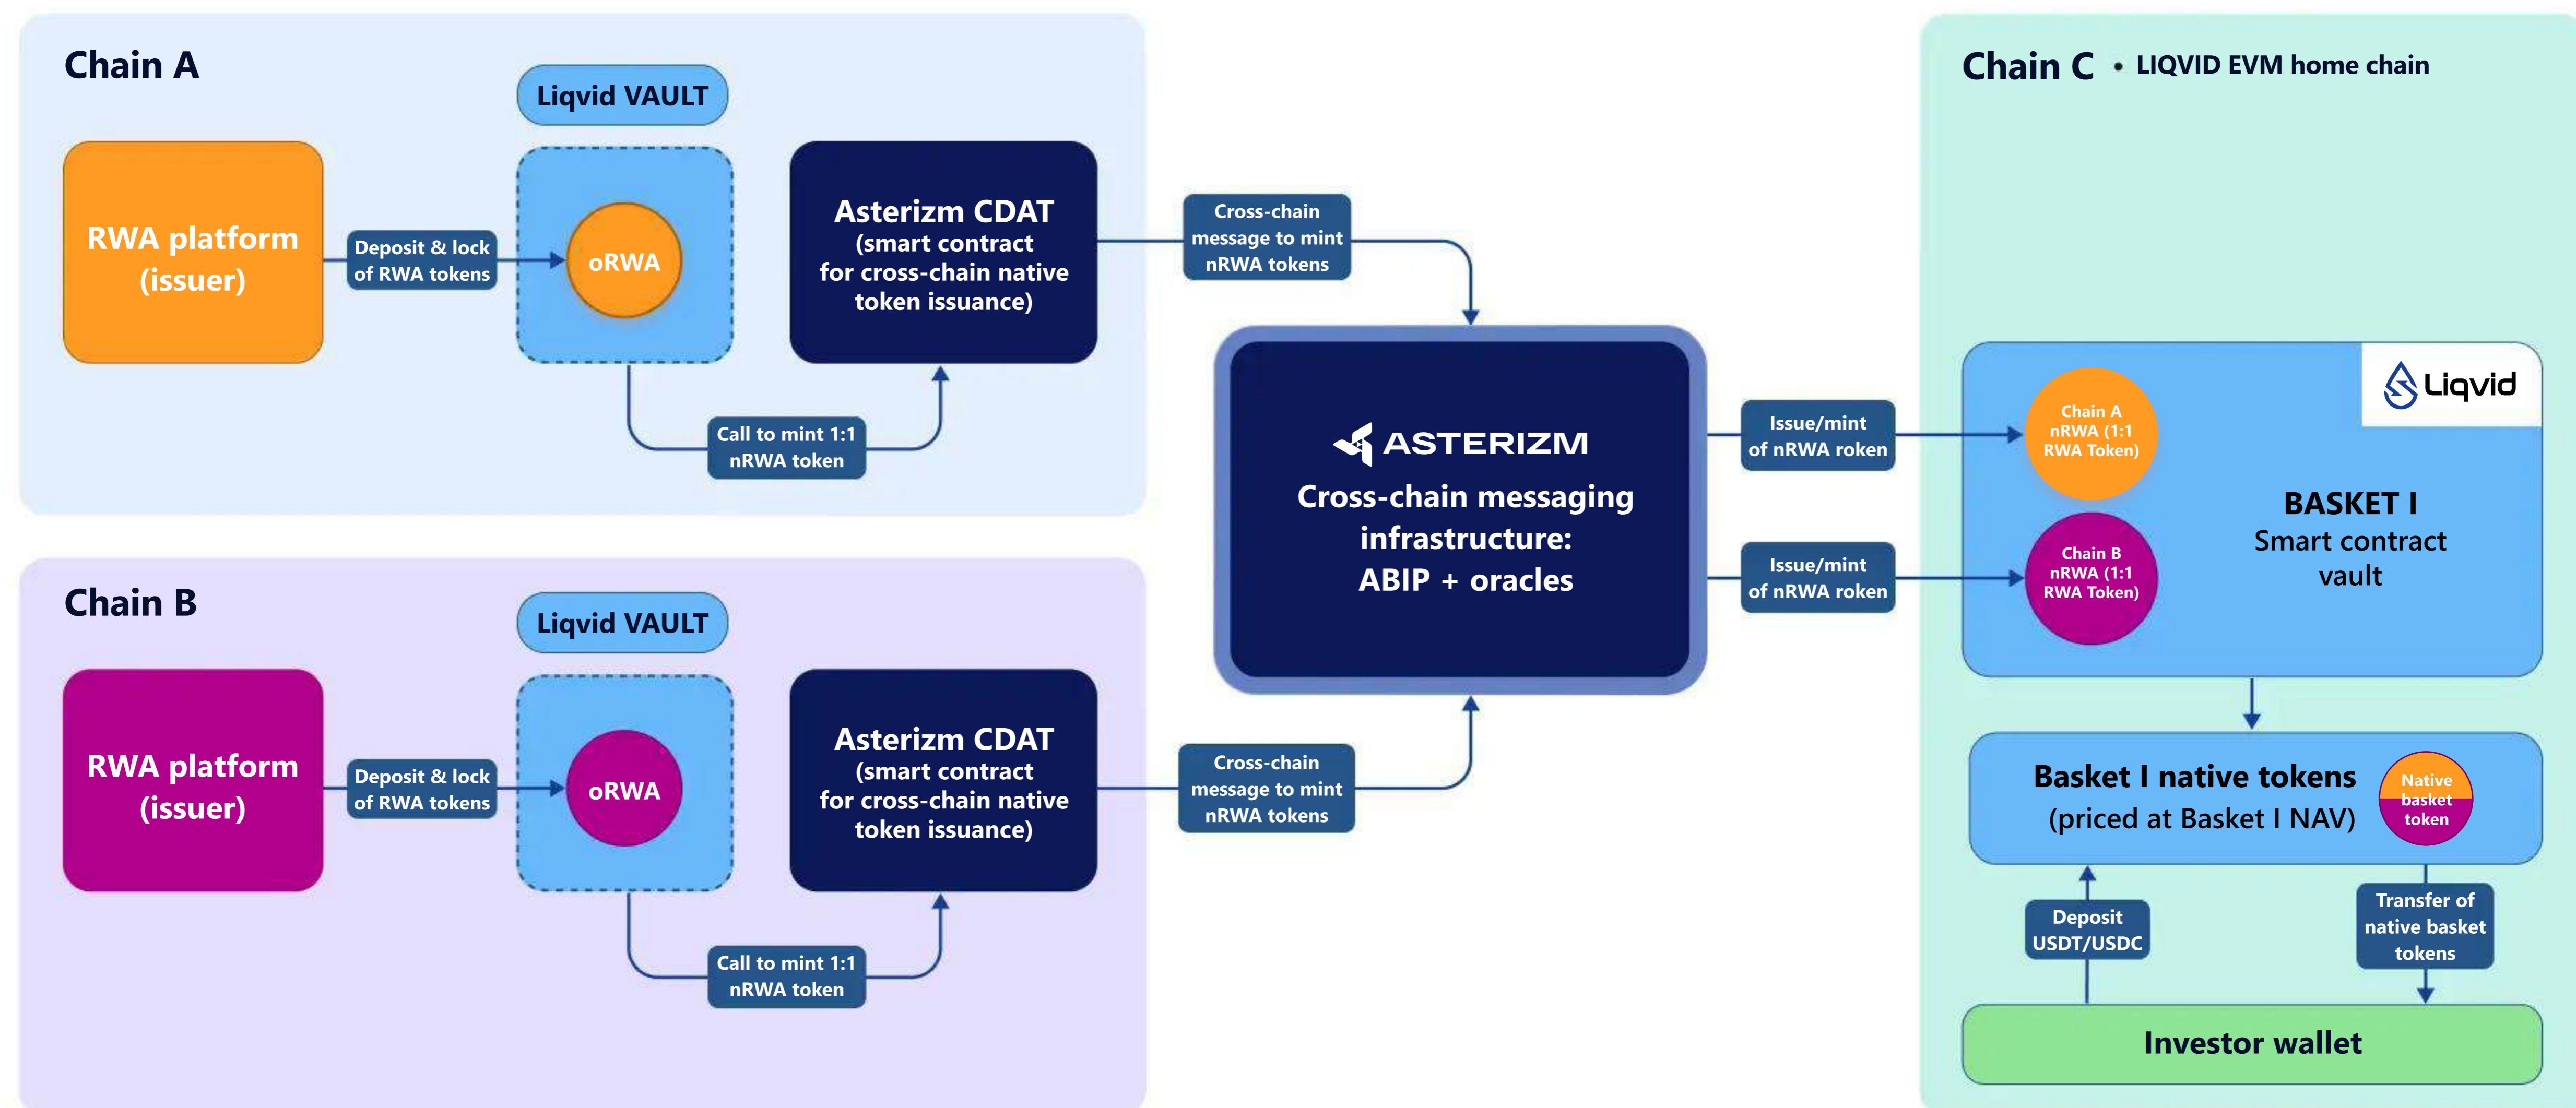 Chain A
Liqvid VAULT
RWA platform
(issuer)
Deposit & lock
of RWA tokens
oRWA
Asterizm CDAT
(smart contract
for cross-chain native
token issuance)
Call to mint 1:1
nRWA token
Cross-chain
message to mint
nRWA tokens
Chain B
Liqvid VAULT
RWA platform
(issuer)
Deposit & lock
of RWA tokens
oRWA
Asterizm CDAT
(smart contract
for cross-chain native
token issuance)
Call to mint 1:1
nRWA token
Cross-chain
message to mint
nRWA tokens
ASTERIZM
Cross-chain messaging
infrastructure:
ABIP + oracles
Issue/mint
of nRWA roken
Issue/mint
of nRWA roken
Chain C • LIQVID EVM home chain
Liqvid
Chain A
nRWA (1:1
RWA Token)
Chain B
nRWA (1:1
RWA Token)
BASKET I
Smart contract
vault
Basket I native tokens
(priced at Basket I NAV)
Native
basket
token
Deposit
USDT/USDC
Transfer of
native basket
tokens
Investor wallet